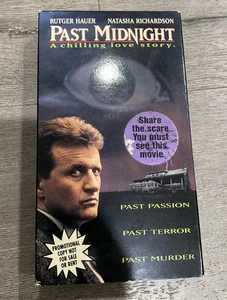 RUTGER HAUER NATASHA RICHARDSON
PAST MIDNIGHT
A chilling love story.
Share
the scare...
You must
see this
movie.
PAST PASSION
PAST TERROR
PAST MURDER
PROMOTIONAL
COPY NOT
FOR SALE
OR RENT